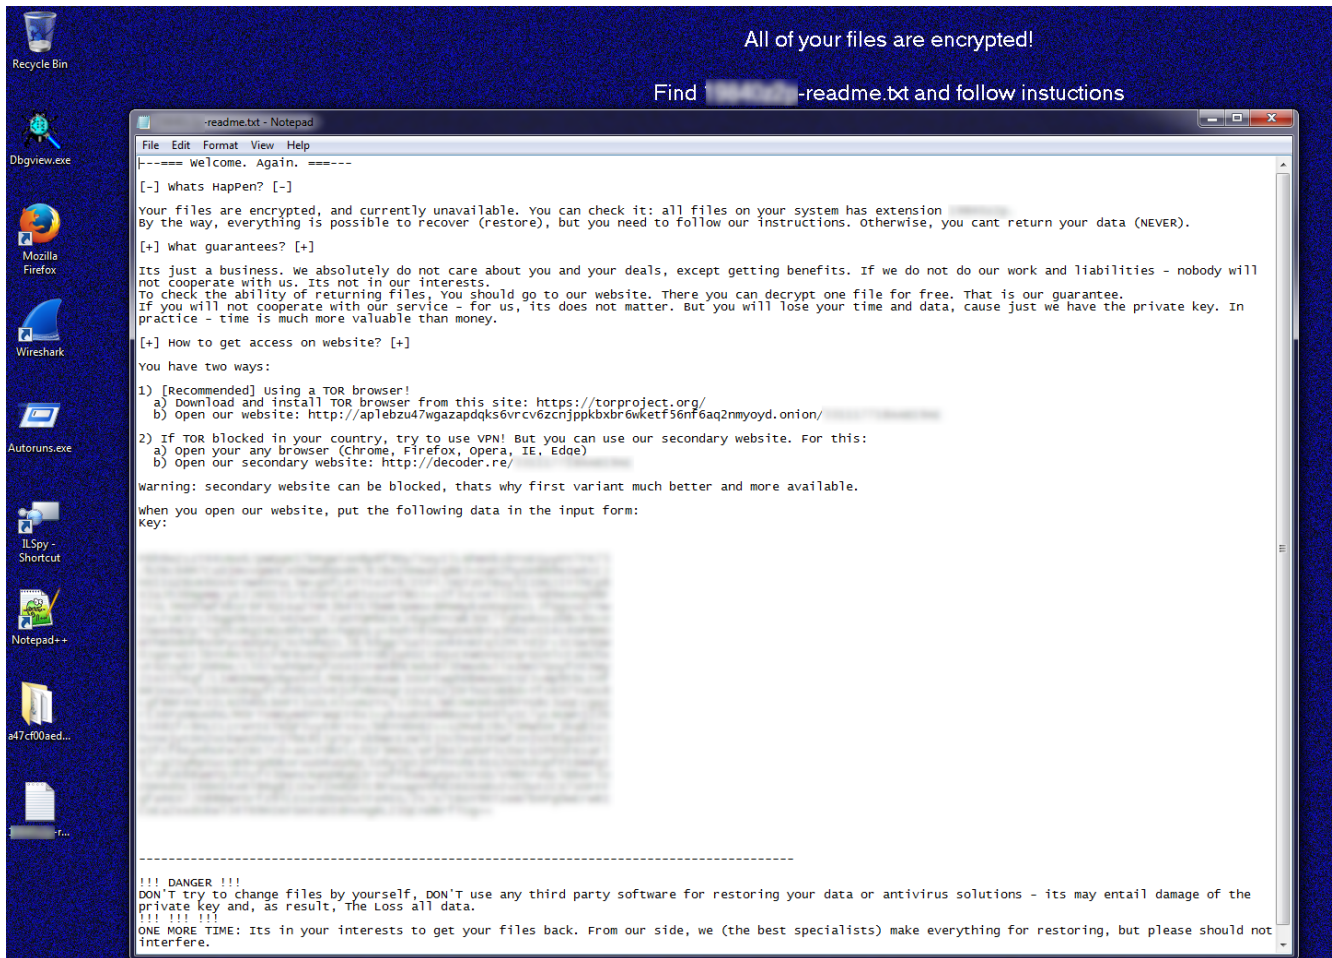 All of your files are encrypted!
Find -readme.txt and follow instuctions
Recycle Bin
Dbgview.exe
Mozilla
Firefox
Wireshark
Autoruns.exe
ILSpy -
Shortcut
Notepad++
a47cf00aed...
-r...
-readme.txt - Notepad
File Edit Format View Help
---=== Welcome. Again. ===---
[-] Whats HapPen? [-]
Your files are encrypted, and currently unavailable. You can check it: all files on your system has extension
By the way, everything is possible to recover (restore), but you need to follow our instructions. Otherwise, you cant return your data (NEVER).
[+] What guarantees? [+]
Its just a business. We absolutely do not care about you and your deals, except getting benefits. If we do not do our work and liabilities - nobody will
not cooperate with us. Its not in our interests.
To check the ability of returning files, You should go to our website. There you can decrypt one file for free. That is our guarantee.
If you will not cooperate with our service - for us, its does not matter. But you will lose your time and data, cause just we have the private key. In
practice - time is much more valuable than money.
[+] How to get access on website? [+]
You have two ways:
1) [Recommended] Using a TOR browser!
a) Download and install TOR browser from this site: https://torproject.org/
b) Open our website: http://aplebzu47wgazapdqks6vrcv6zcnjppkbxbr6wketf56nf6aq2nmyoyd.onion/
2) If TOR blocked in your country, try to use VPN! But you can use our secondary website. For this:
a) Open your any browser (Chrome, Firefox, Opera, IE, Edge)
b) Open our secondary website: http://decoder.re/
Warning: secondary website can be blocked, thats why first variant much better and more available.
When you open our website, put the following data in the input form:
Key:
-----------------------------------------------------------------------------------------
!!! DANGER !!!
DON'T try to change files by yourself, DON'T use any third party software for restoring your data or antivirus solutions - its may entail damage of the
private key and, as result, The Loss all data.
!!! !!! !!!
ONE MORE TIME: Its in your interests to get your files back. From our side, we (the best specialists) make everything for restoring, but please should not
interfere.